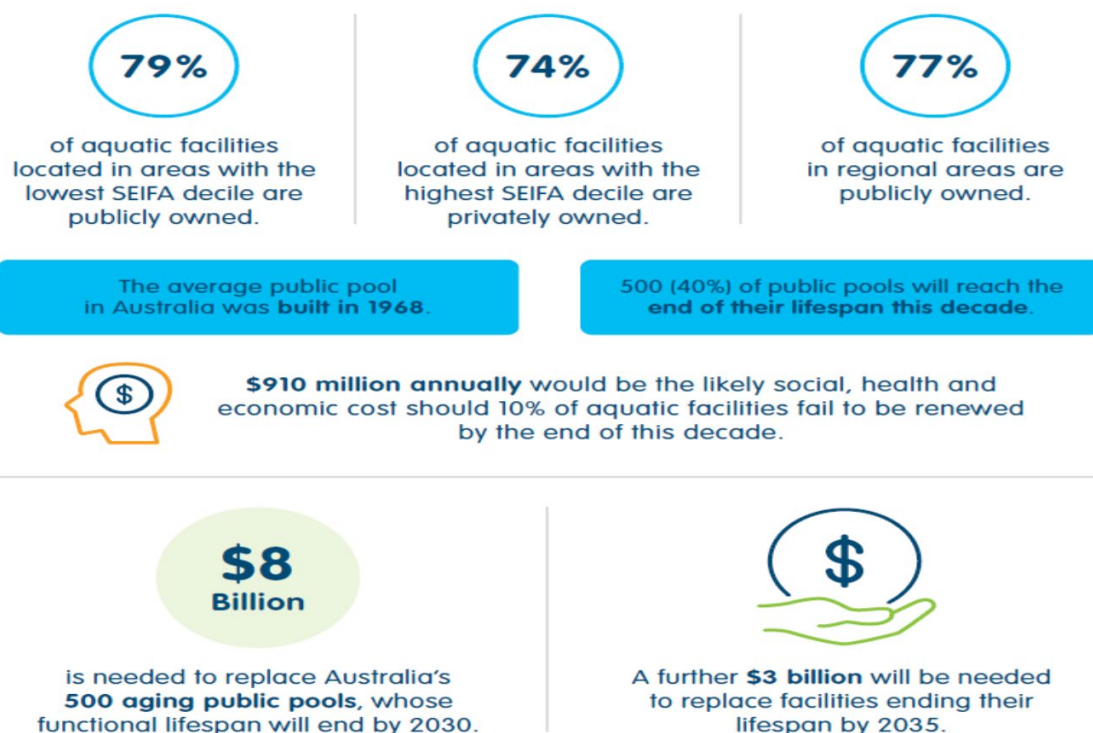 79%
of aquatic facilities
located in areas with the
lowest SEIFA decile are
publicly owned.
74%
of aquatic facilities
located in areas with the
highest SEIFA decile are
privately owned.
77%
of aquatic facilities
in regional areas are
publicly owned.
The average public pool
in Australia was built in 1968.
500 (40%) of public pools will reach the
end of their lifespan this decade.
$
$910 million annually would be the likely social, health and
economic cost should 10% of aquatic facilities fail to be renewed
by the end of this decade.
$8
Billion
is needed to replace Australia's
500 aging public pools, whose
functional lifespan will end by 2030.
$
A further $3 billion will be needed
to replace facilities ending their
lifespan by 2035.